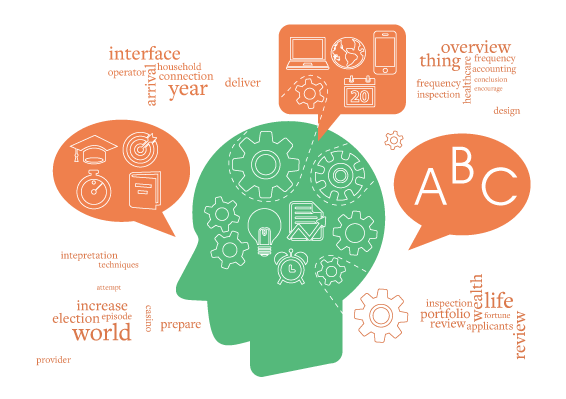 interface
operator
arrival
household
connection
year
deliver
20
overview
thing
frequency
accounting
healthcare
conclusion
encourage
frequency
inspection
design
A B C
intepretation
techniques
attempt
increase
election
episode
world
casino
prepare
provider
inspection
portfolio
review
wealth
life
fortune
applicants
review